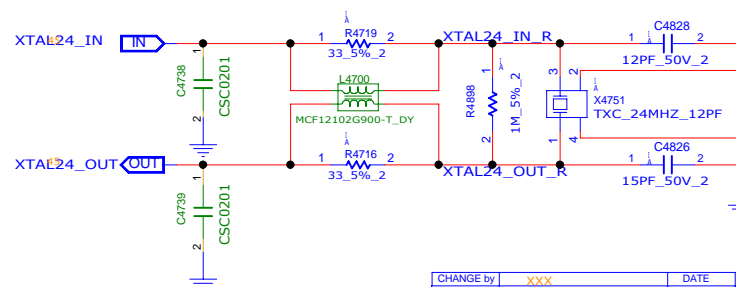 C4828
R4719
XTAL24_IN IN 1 2 XTAL24_IN_R 1 2
33_5%_2 12PF_50V_2
1 3 2
L4700 1 X4751
C4738 CSC0201 R4898 1M_5%_2 TXC_24MHZ_12PF
MCF12102G900-T_DY
2 2 1 4
R4716 C4826
XTAL24_OUT OUT 1 2 1 2
33_5%_2 XTAL24_OUT_R 15PF_50V_2
1
C4739 CSC0201
2
CHANGE by XXX DATE